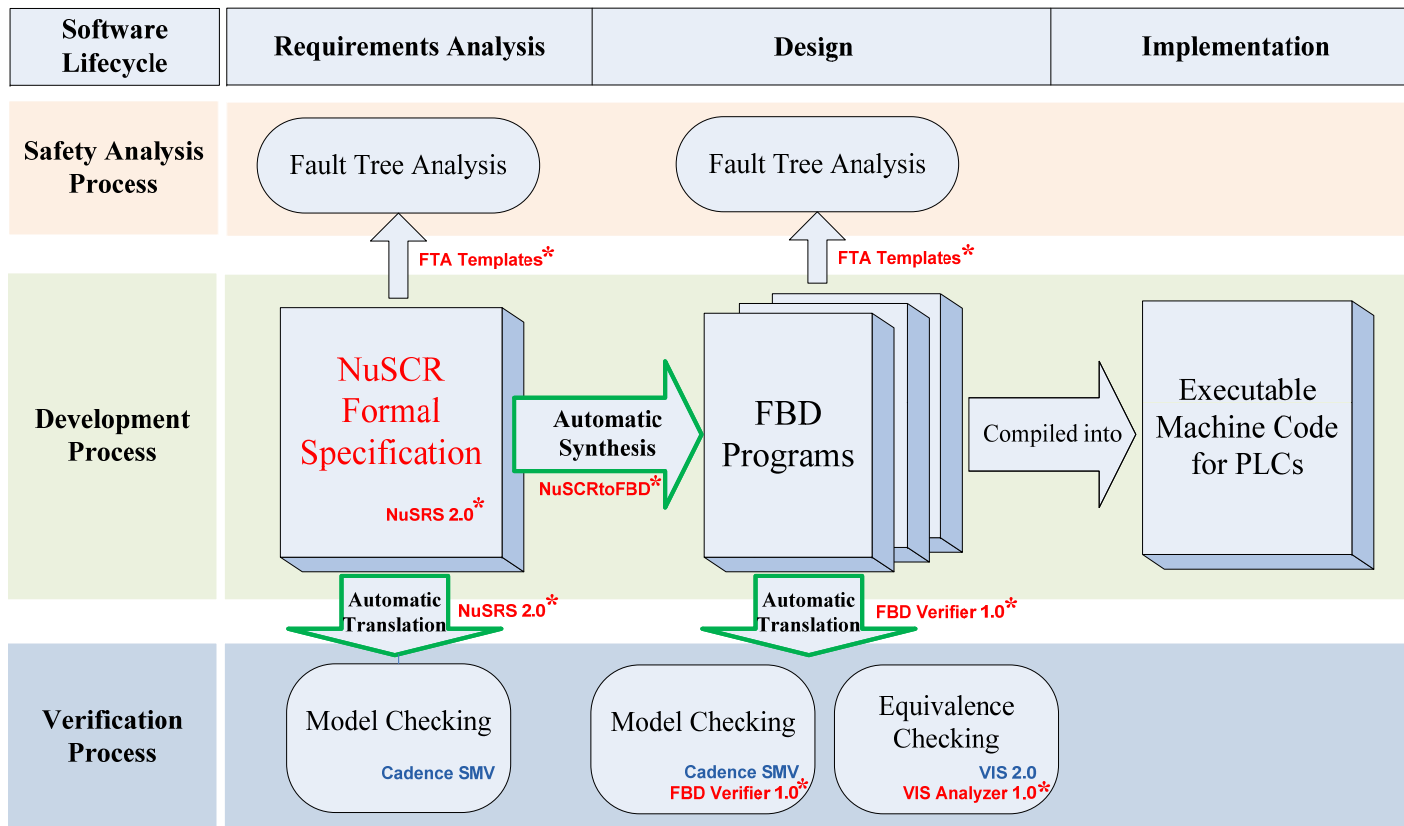 Software
Lifecycle
Requirements Analysis
Design
Implementation
Safety Analysis
Process
Fault Tree Analysis
Fault Tree Analysis
FTA Templates*
FTA Templates*
Development
Process
NuSCR
Formal
Specification
NuSRS 2.0*
Automatic
Synthesis
NuSCRtoFBD*
FBD
Programs
Compiled into
Executable
Machine Code
for PLCs
Automatic
Translation
NuSRS 2.0*
Automatic
Translation
FBD Verifier 1.0*
Verification
Process
Model Checking
Cadence SMV
Model Checking
Cadence SMV
FBD Verifier 1.0*
Equivalence
Checking
VIS 2.0
VIS Analyzer 1.0*